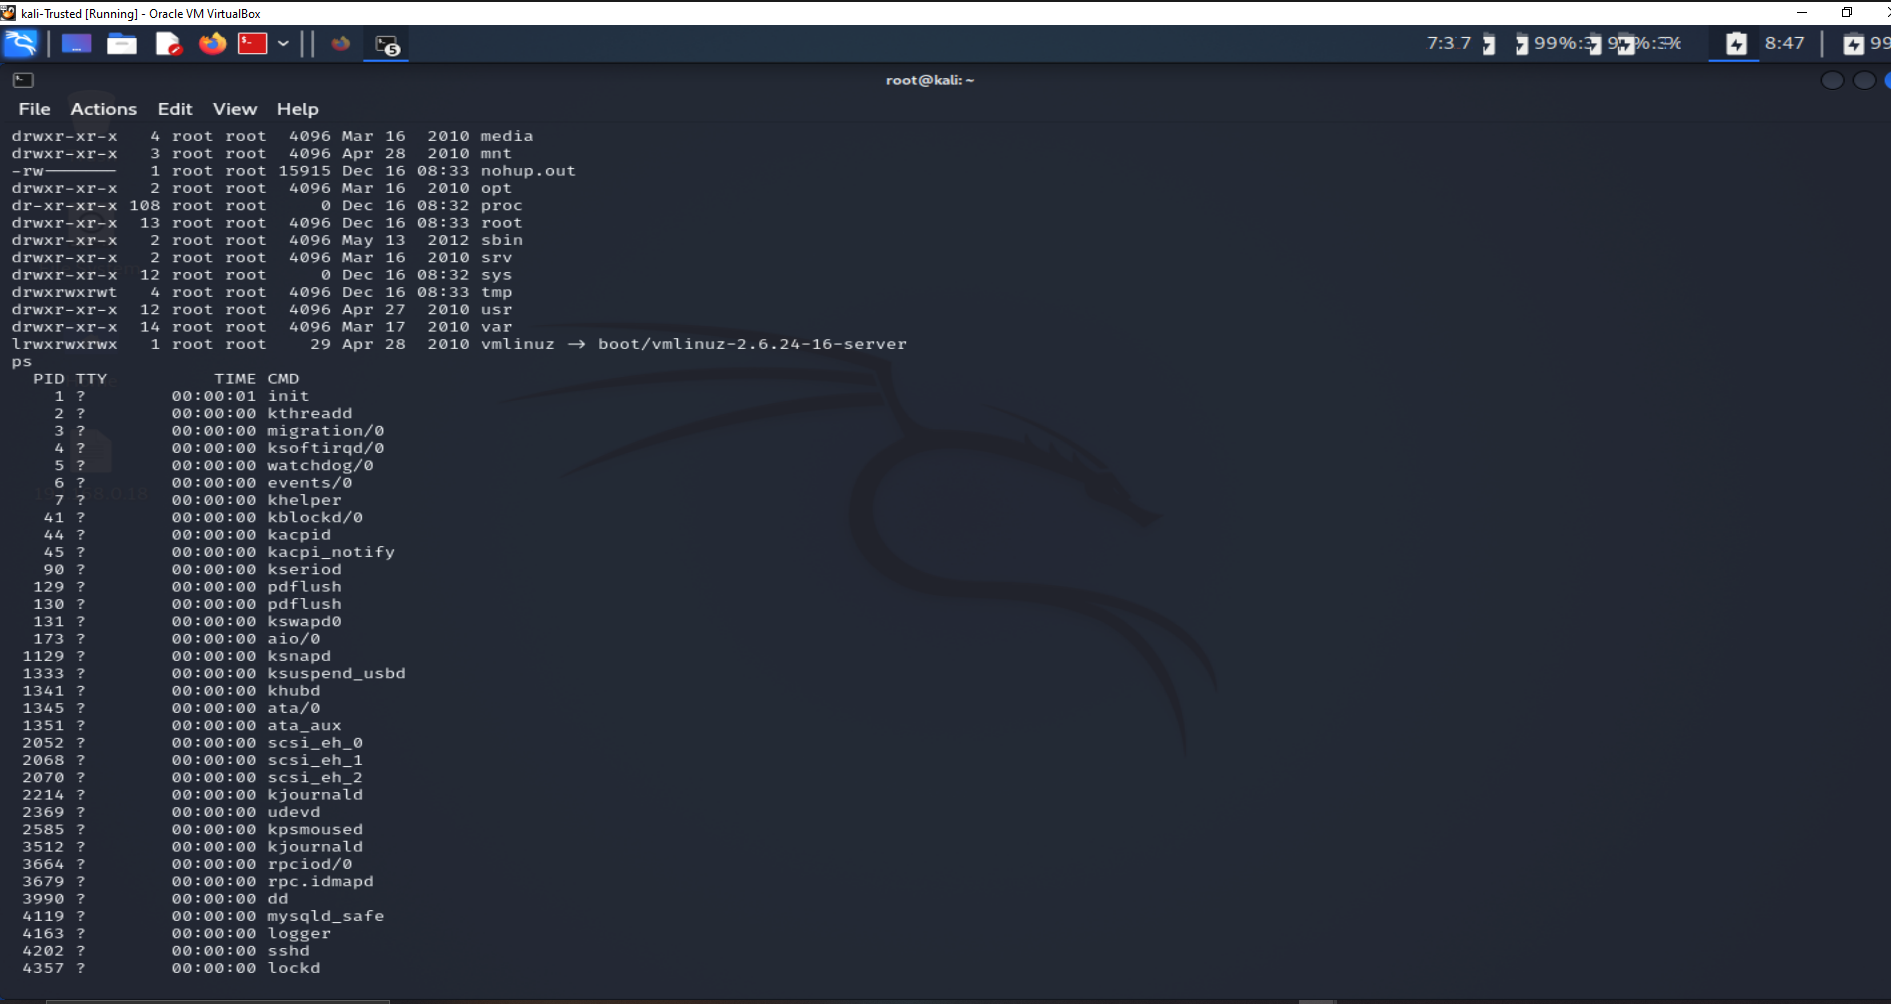 kali-Trusted [Running] - Oracle VM VirtualBox
5
8:47
root@kali: ~
File Actions Edit View Help
drwxr-xr-x 4 root root 4096 Mar 16 2010 media
drwxr-xr-x 3 root root 4096 Apr 28 2010 mnt
-rw------- 1 root root 15915 Dec 16 08:33 nohup.out
drwxr-xr-x 2 root root 4096 Mar 16 2010 opt
dr-xr-xr-x 108 root root 0 Dec 16 08:32 proc
drwxr-xr-x 13 root root 4096 Dec 16 08:33 root
drwxr-xr-x 2 root root 4096 May 13 2012 sbin
drwxr-xr-x 2 root root 4096 Mar 16 2010 srv
drwxr-xr-x 12 root root 0 Dec 16 08:32 sys
drwxrwxrwt 4 root root 4096 Dec 16 08:33 tmp
drwxr-xr-x 12 root root 4096 Apr 27 2010 usr
drwxr-xr-x 14 root root 4096 Mar 17 2010 var
lrwxrwxrwx 1 root root 29 Apr 28 2010 vmlinuz → boot/vmlinuz-2.6.24-16-server
ps
PID TTY TIME CMD
1 ? 00:00:01 init
2 ? 00:00:00 kthreadd
3 ? 00:00:00 migration/0
4 ? 00:00:00 ksoftirqd/0
5 ? 00:00:00 watchdog/0
6 ? 00:00:00 events/0
7 ? 00:00:00 khelper
41 ? 00:00:00 kblockd/0
44 ? 00:00:00 kacpid
45 ? 00:00:00 kacpi_notify
90 ? 00:00:00 kseriod
129 ? 00:00:00 pdflush
130 ? 00:00:00 pdflush
131 ? 00:00:00 kswapd0
173 ? 00:00:00 aio/0
1129 ? 00:00:00 ksnapd
1333 ? 00:00:00 ksuspend_usbd
1341 ? 00:00:00 khubd
1345 ? 00:00:00 ata/0
1351 ? 00:00:00 ata_aux
2052 ? 00:00:00 scsi_eh_0
2068 ? 00:00:00 scsi_eh_1
2070 ? 00:00:00 scsi_eh_2
2214 ? 00:00:00 kjournald
2369 ? 00:00:00 udevd
2585 ? 00:00:00 kpsmoused
3512 ? 00:00:00 kjournald
3664 ? 00:00:00 rpciod/0
3679 ? 00:00:00 rpc.idmapd
3990 ? 00:00:00 dd
4119 ? 00:00:00 mysqld_safe
4163 ? 00:00:00 logger
4202 ? 00:00:00 sshd
4357 ? 00:00:00 lockd